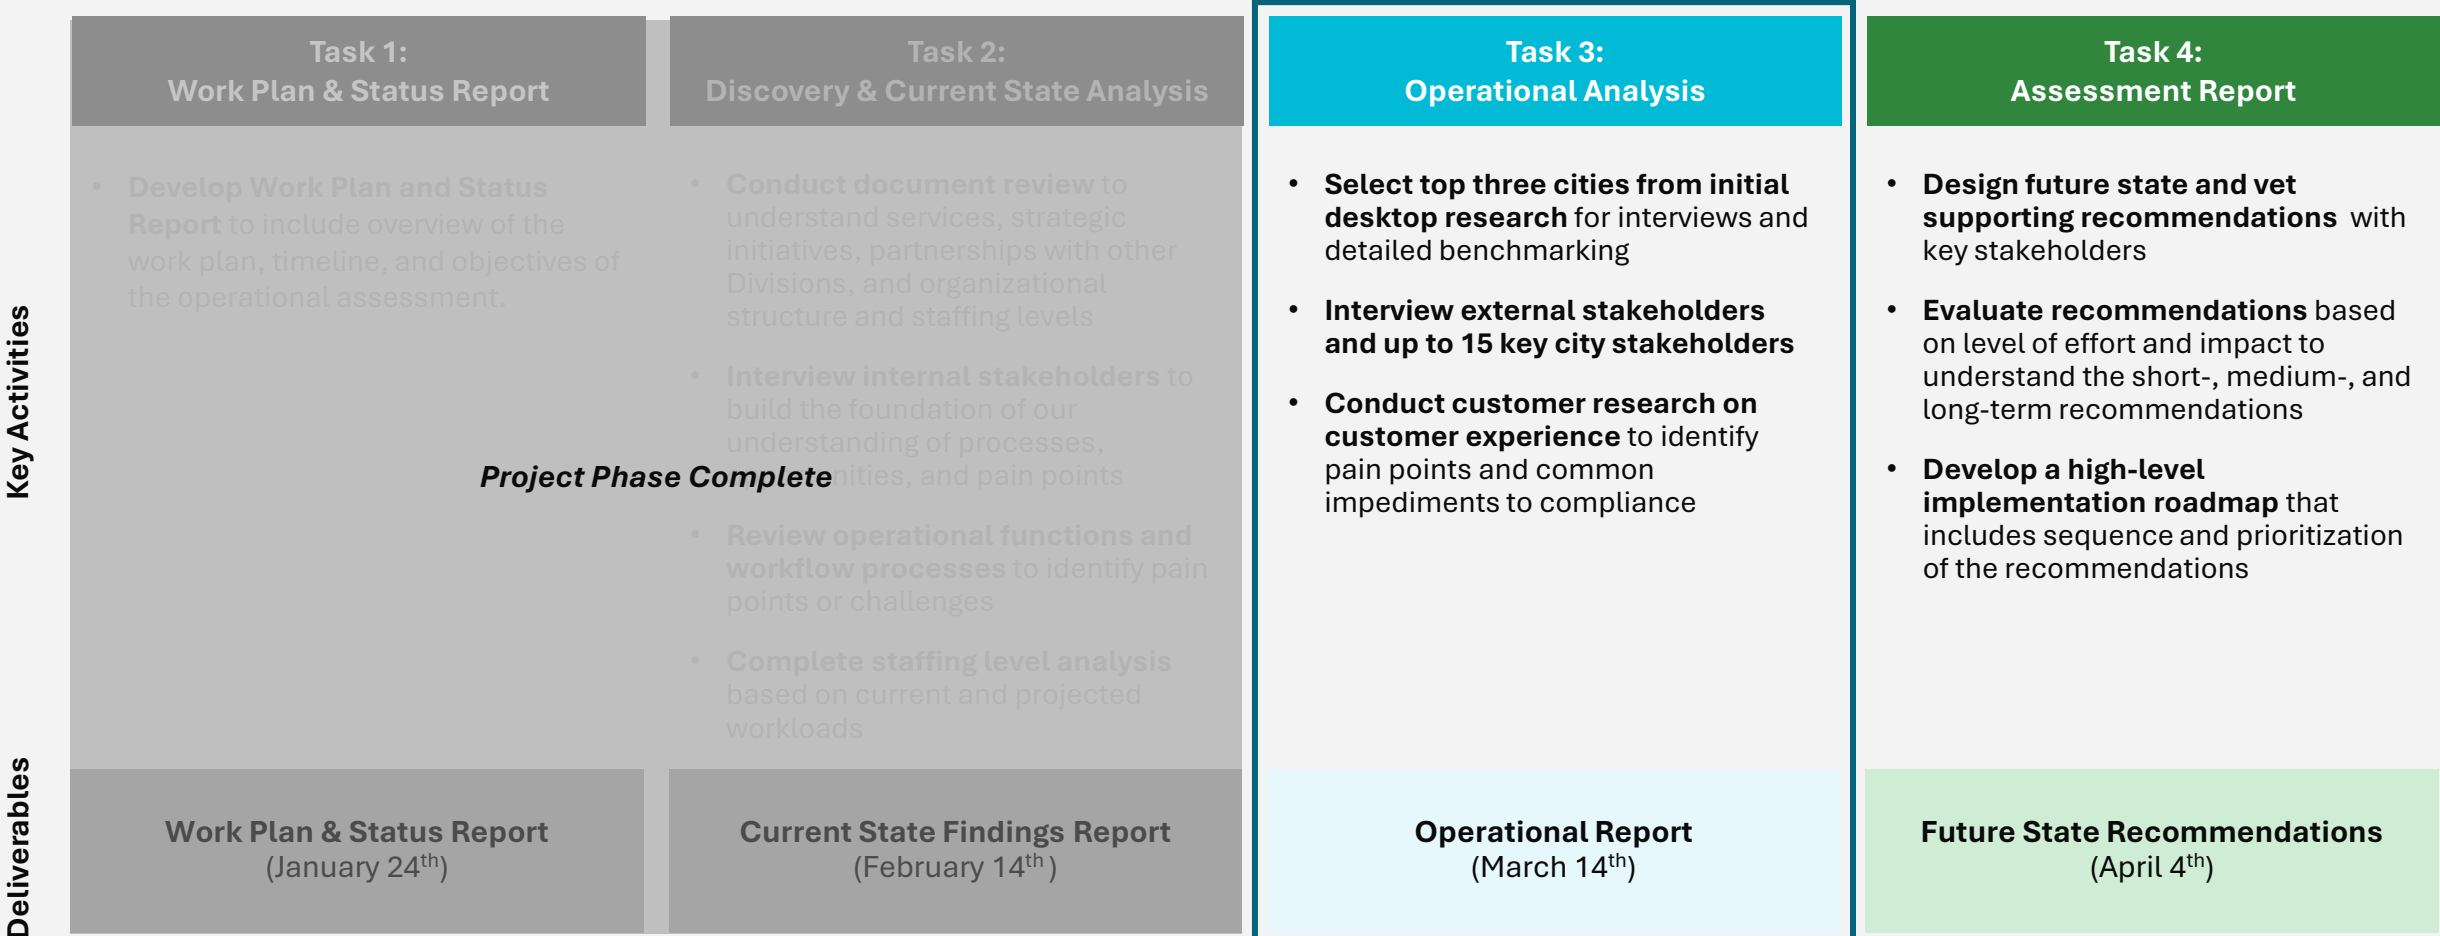 Task 1:
Work Plan & Status Report
• Develop Work Plan and Status
Report to include overview of the
work plan, timeline, and objectives of
the operational assessment.
Task 2:
Discovery & Current State Analysis
• Conduct document review to
understand services, strategic
initiatives, partnerships with other
Divisions, and organizational
structure and staffing levels
• Interview internal stakeholders to
build the foundation of our
understanding of processes,
nities, and pain points
• Review operational functions and
workflow processes to identify pain
points or challenges
• Complete staffing level analysis
based on current and projected
workloads
Project Phase Complete
Task 3:
Operational Analysis
• Select top three cities from initial
desktop research for interviews and
detailed benchmarking
• Interview external stakeholders
and up to 15 key city stakeholders
• Conduct customer research on
customer experience to identify
pain points and common
impediments to compliance
Task 4:
Assessment Report
• Design future state and vet
supporting recommendations with
key stakeholders
• Evaluate recommendations based
on level of effort and impact to
understand the short-, medium-, and
long-term recommendations
• Develop a high-level
implementation roadmap that
includes sequence and prioritization
of the recommendations
Key Activities
Deliverables
Work Plan & Status Report
(January 24th)
Current State Findings Report
(February 14th )
Operational Report
(March 14th)
Future State Recommendations
(April 4th)